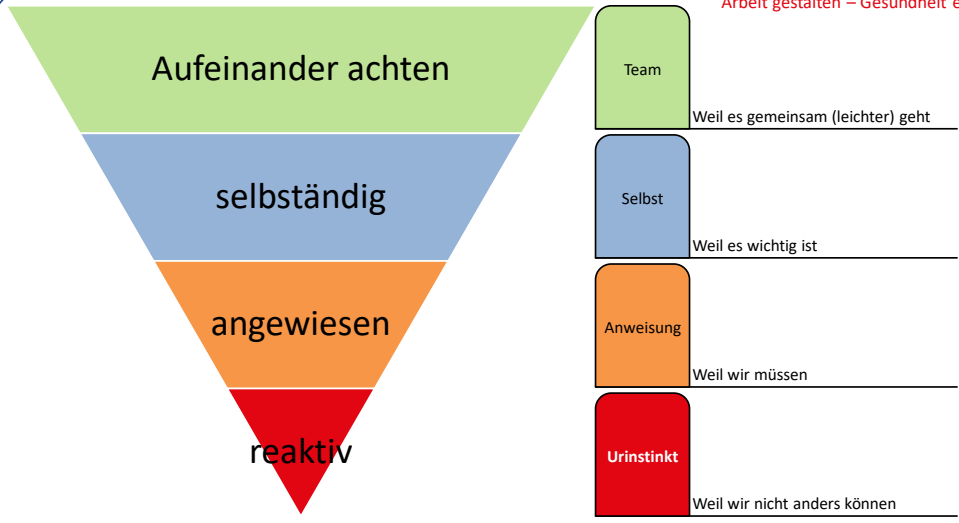 Arbeit gestalten – Gesundheit e
Aufeinander achten
Team
Weil es gemeinsam (leichter) geht
selbständig
Selbst
Weil es wichtig ist
angewiesen
Anweisung
Weil wir müssen
reaktiv
Urinstinkt
Weil wir nicht anders können